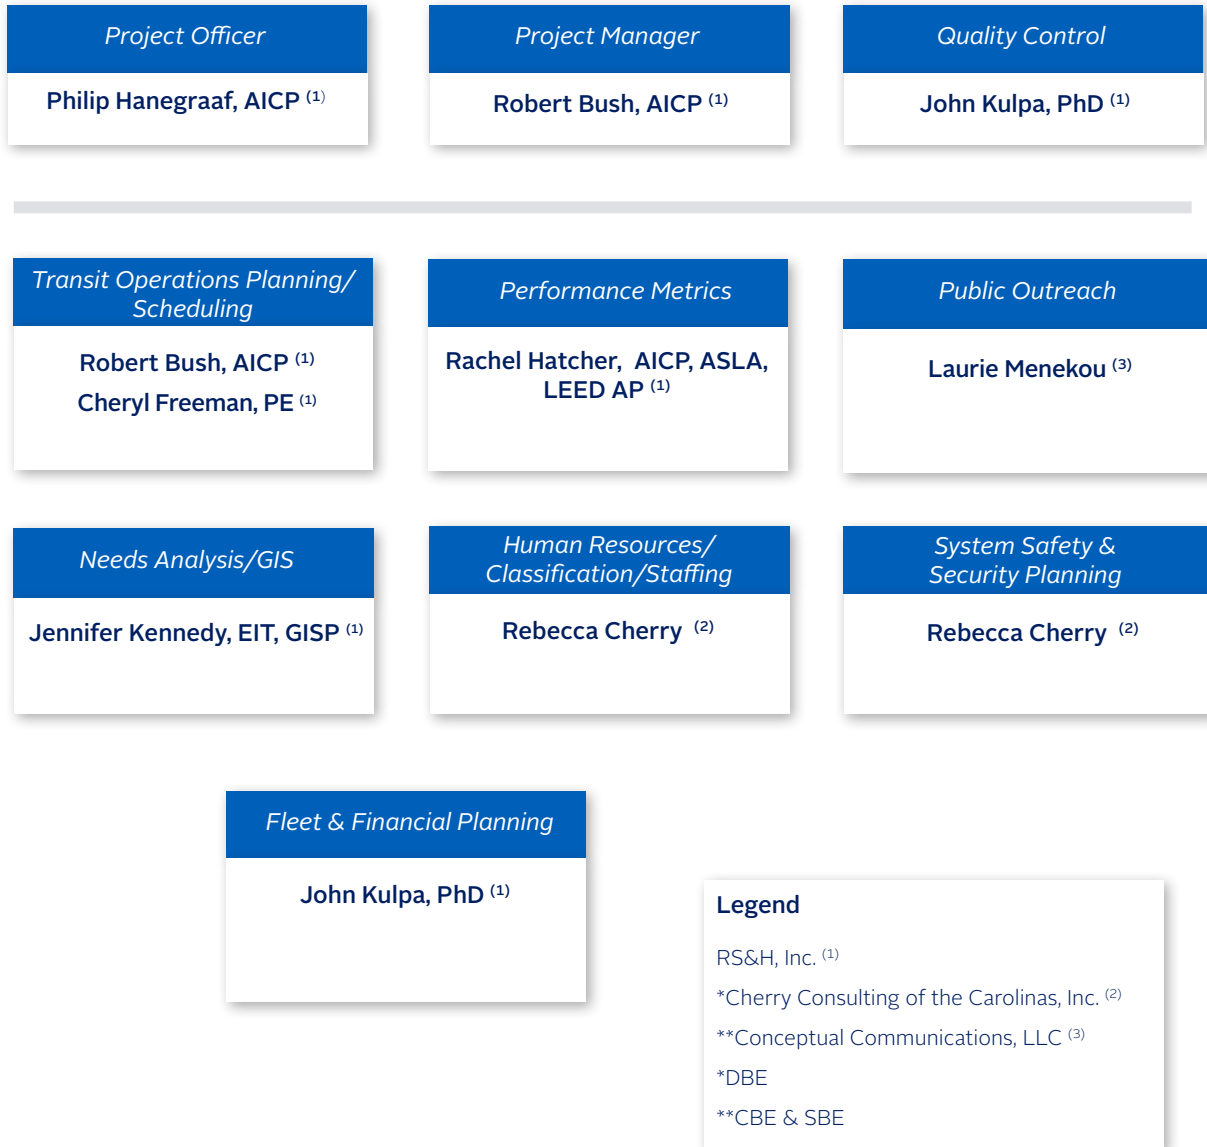 Project Officer
Philip Hanegraaf, AICP (1)
Project Manager
Robert Bush, AICP (1)
Quality Control
John Kulpa, PhD (1)
Transit Operations Planning/
Scheduling
Robert Bush, AICP (1)
Cheryl Freeman, PE (1)
Performance Metrics
Rachel Hatcher, AICP, ASLA,
LEED AP (1)
Public Outreach
Laurie Menekou (3)
Needs Analysis/GIS
Jennifer Kennedy, EIT, GISP (1)
Human Resources/
Classification/Staffing
Rebecca Cherry (2)
System Safety &
Security Planning
Rebecca Cherry (2)
Fleet & Financial Planning
John Kulpa, PhD (1)
Legend
RS&H, Inc. (1)
*Cherry Consulting of the Carolinas, Inc. (2)
**Conceptual Communications, LLC (3)
*DBE
**CBE & SBE